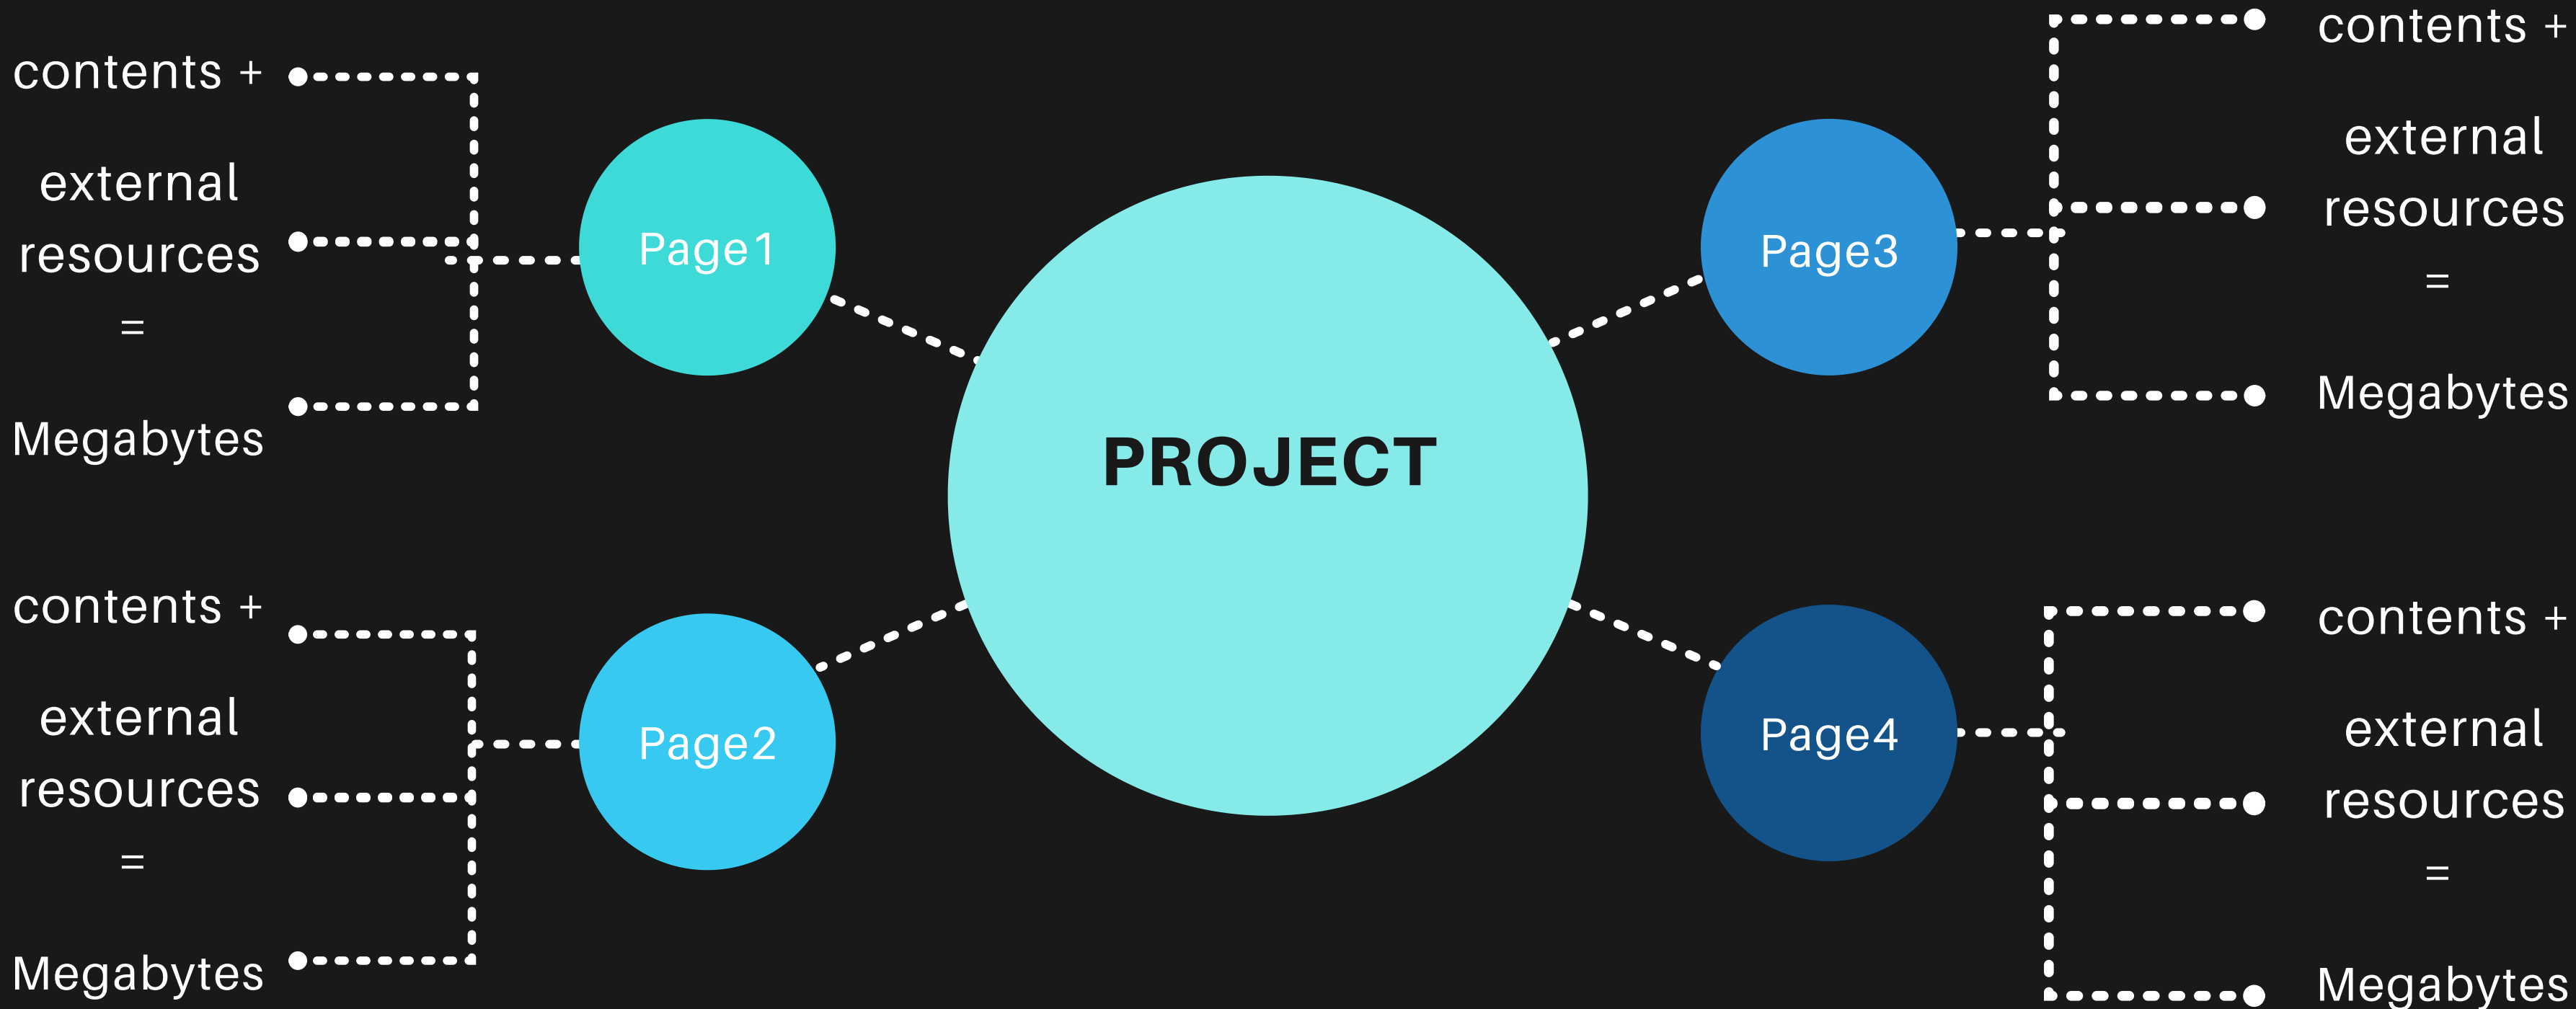 contents +
external
resources
=
Megabytes
Page1
contents +
external
resources
=
Megabytes
Page2
PROJECT
contents +
external
resources
=
Megabytes
Page3
contents +
external
resources
=
Megabytes
Page4